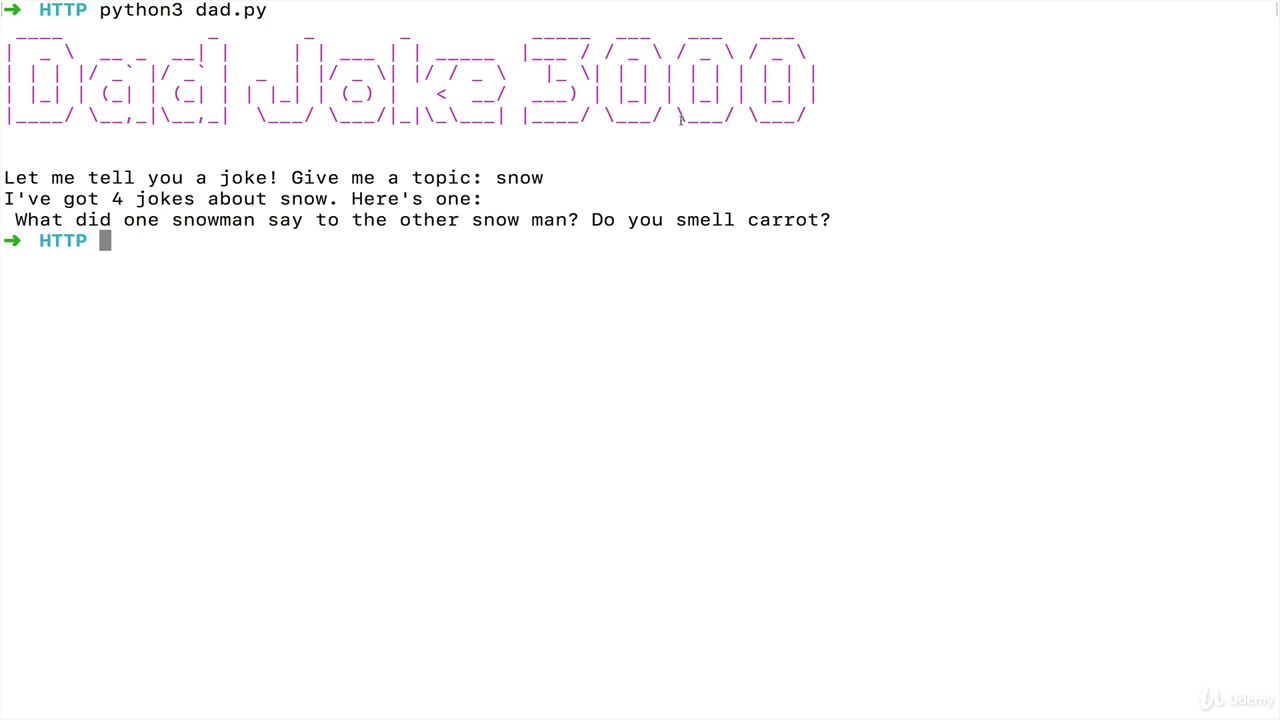 ➜ HTTP python3 dad.py
Dad Joke 3000
Let me tell you a joke! Give me a topic: snow
I've got 4 jokes about snow. Here's one:
What did one snowman say to the other snow man? Do you smell carrot?
➜ HTTP
Udemy